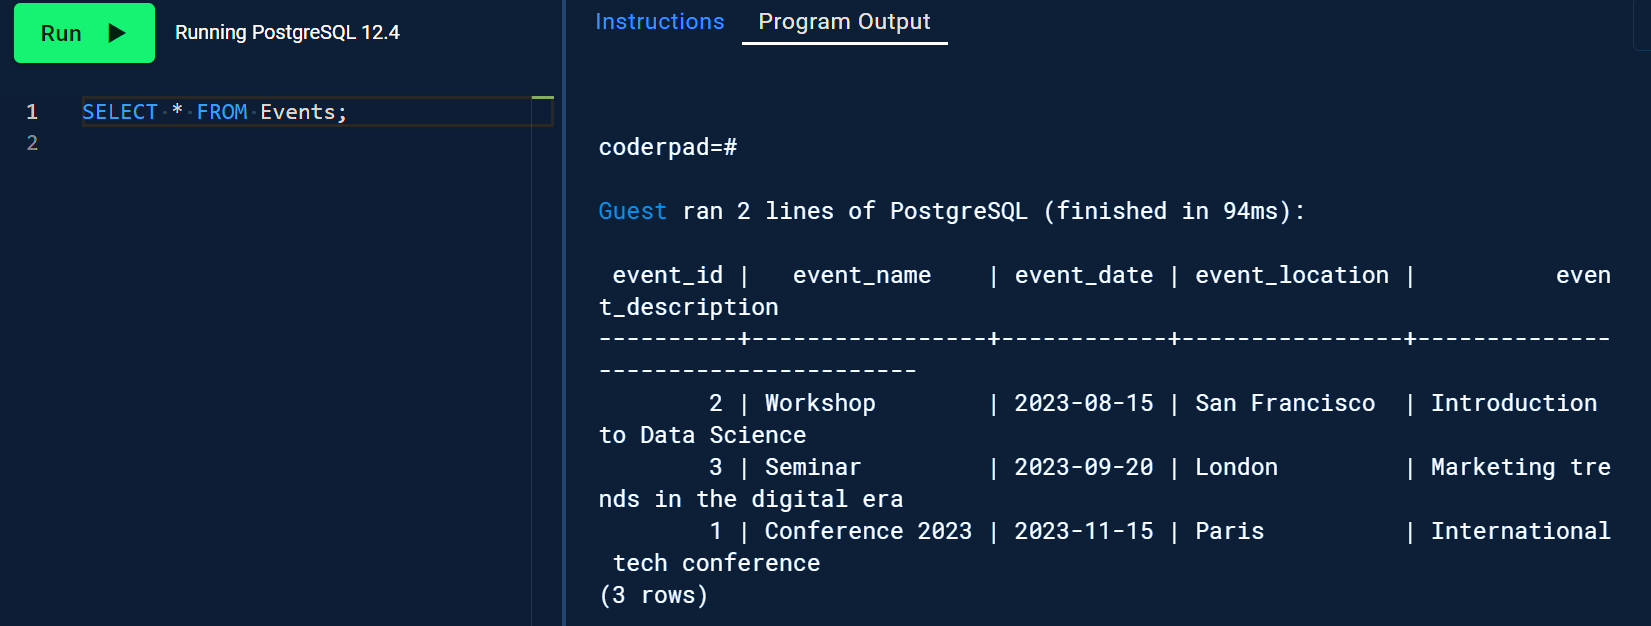 Run
Running PostgreSQL 12.4
Instructions
Program Output
1 SELECT * FROM Events;
2
coderpad=#
Guest ran 2 lines of PostgreSQL (finished in 94ms):
 event_id |   event_name    | event_date | event_location |          even
t_description
----------+-----------------+------------+----------------+--------------
-----------------------
        2 | Workshop        | 2023-08-15 | San Francisco  | Introduction
to Data Science
        3 | Seminar         | 2023-09-20 | London         | Marketing tre
nds in the digital era
        1 | Conference 2023 | 2023-11-15 | Paris          | International
 tech conference
(3 rows)